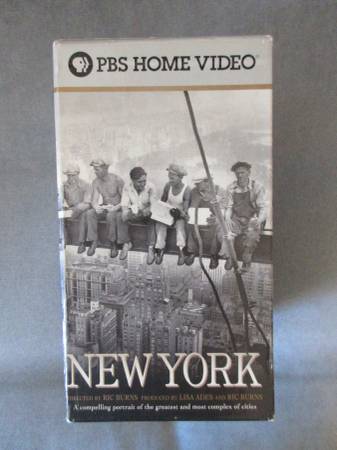 PBS HOME VIDEO®
NEW YORK
DIRECTED BY RIC BURNS PRODUCED BY LISA ADES AND RIC BURNS
A compelling portrait of the greatest and most complex of cities